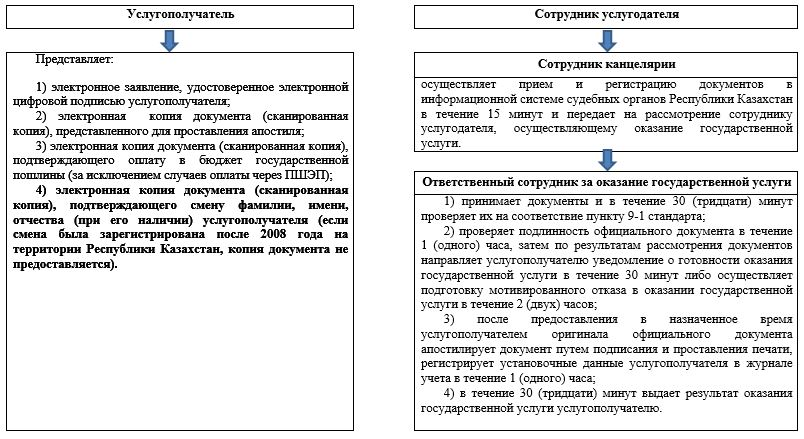 Услугополучатель
Представляет:
1) электронное заявление, удостоверенное электронной
цифровой подписью услугополучателя;
2) электронная копия документа (сканированная
копия), представленного для проставления апостиля;
3) электронная копия документа (сканированная копия),
подтверждающего оплату в бюджет государственной
пошлины (за исключением случаев оплаты через ПШЭП);
4) электронная копия документа (сканированная
копия), подтверждающего смену фамилии, имени,
отчества (при его наличии) услугополучателя (если
смена была зарегистрирована после 2008 года на
территории Республики Казахстан, копия документа не
предоставляется).
Сотрудник услугодателя
Сотрудник канцелярии
осуществляет прием и регистрацию документов в
информационной системе судебных органов Республики Казахстан
в течение 15 минут и передает на рассмотрение сотруднику
услугодателя, осуществляющему оказание государственной
услуги.
Ответственный сотрудник за оказание государственной услуги
1) принимает документы и в течение 30 (тридцати) минут
проверяет их на соответствие пункту 9-1 стандарта;
2) проверяет подлинность официального документа в течение
1 (одного) часа, затем по результатам рассмотрения документов
направляет услугополучателю уведомление о готовности оказания
государственной услуги в течение 30 минут либо осуществляет
подготовку мотивированного отказа в оказании государственной
услуги в течение 2 (двух) часов;
3) после предоставления в назначенное время
услугополучателем оригинала официального документа
апостилирует документ путем подписания и проставления печати,
регистрирует установочные данные услугополучателя в журнале
учета в течение 1 (одного) часа;
4) в течение 30 (тридцати) минут выдает результат оказания
государственной услуги услугополучателю.